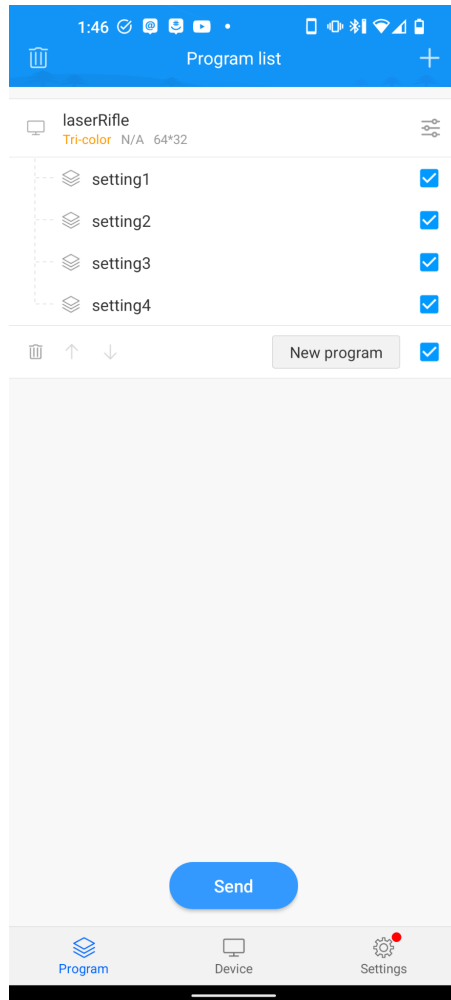 1:46
Program list
laserRifle
Tri-color N/A 64*32
setting1
setting2
setting3
setting4
New program
Send
Program Device Settings